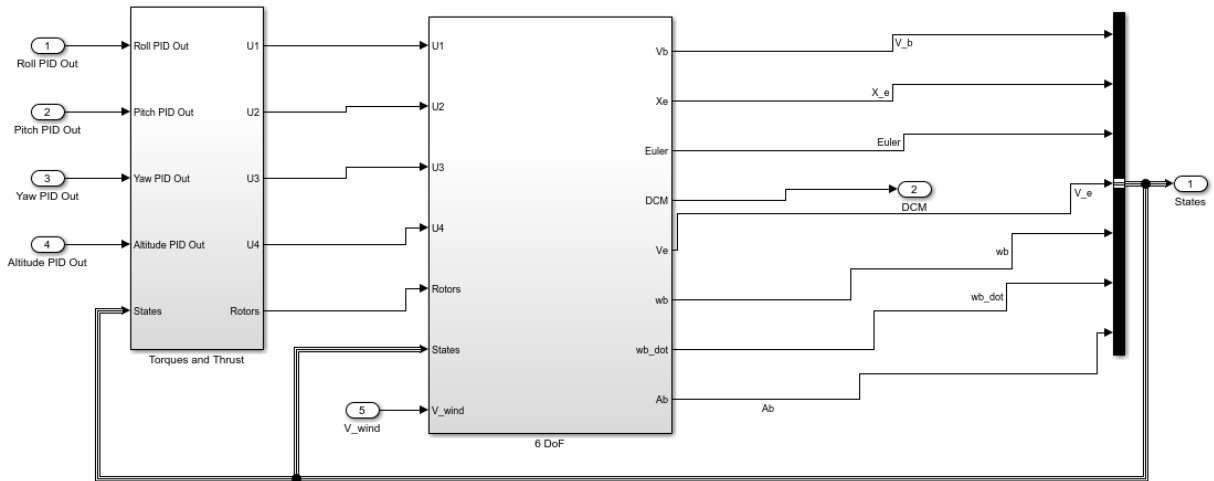 1
Roll PID Out
2
Pitch PID Out
3
Yaw PID Out
4
Altitude PID Out
Roll PID Out
U1
Pitch PID Out
U2
Yaw PID Out
U3
Altitude PID Out
U4
States
Rotors
Torques and Thrust
5
V_wind
U1
U2
U3
U4
Rotors
States
V_wind
Vb
Xe
Euler
DCM
Ve
wb
wb_dot
Ab
6 DoF
V_b
X_e
Euler
2
DCM
V_e
wb
wb_dot
Ab
1
States